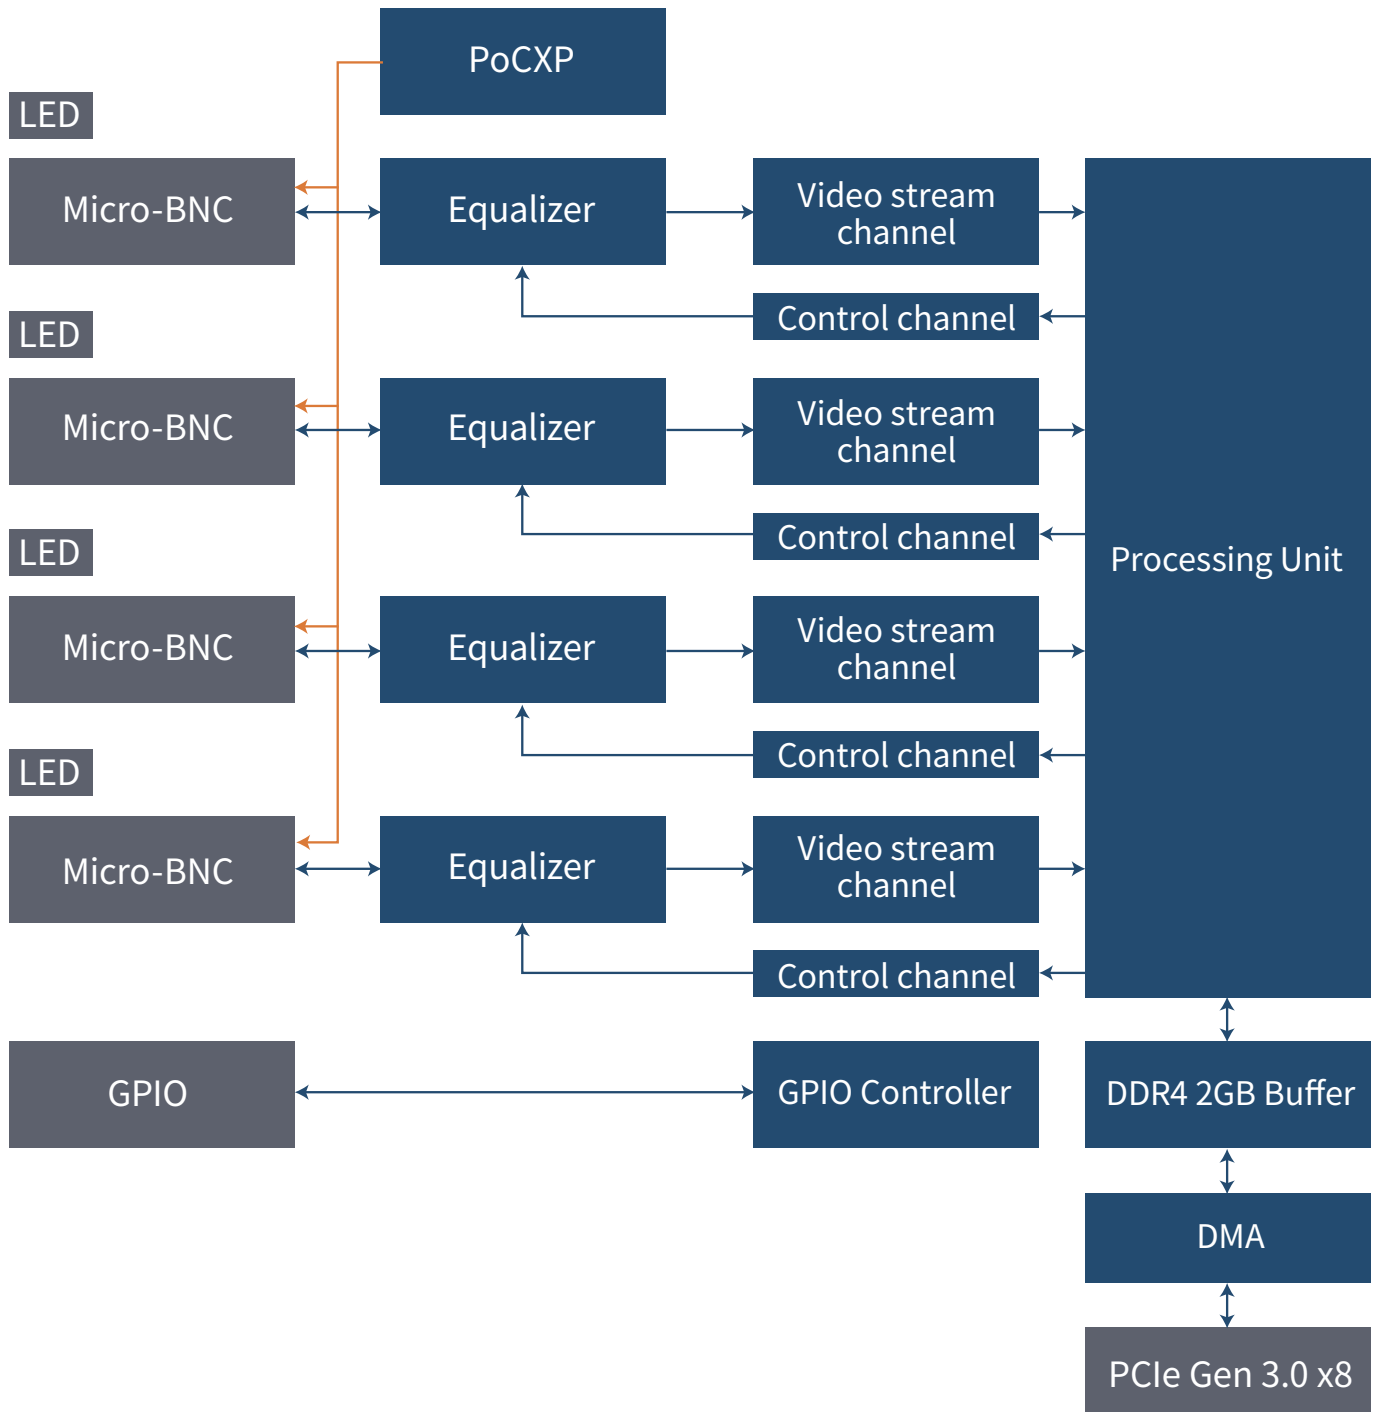 PoCXP
LED
Micro-BNC
Equalizer
Video stream
channel
Control channel
LED
Micro-BNC
Equalizer
Video stream
channel
Control channel
Processing Unit
LED
Micro-BNC
Equalizer
Video stream
channel
Control channel
LED
Micro-BNC
Equalizer
Video stream
channel
Control channel
GPIO
GPIO Controller
DDR4 2GB Buffer
DMA
PCIe Gen 3.0 x8